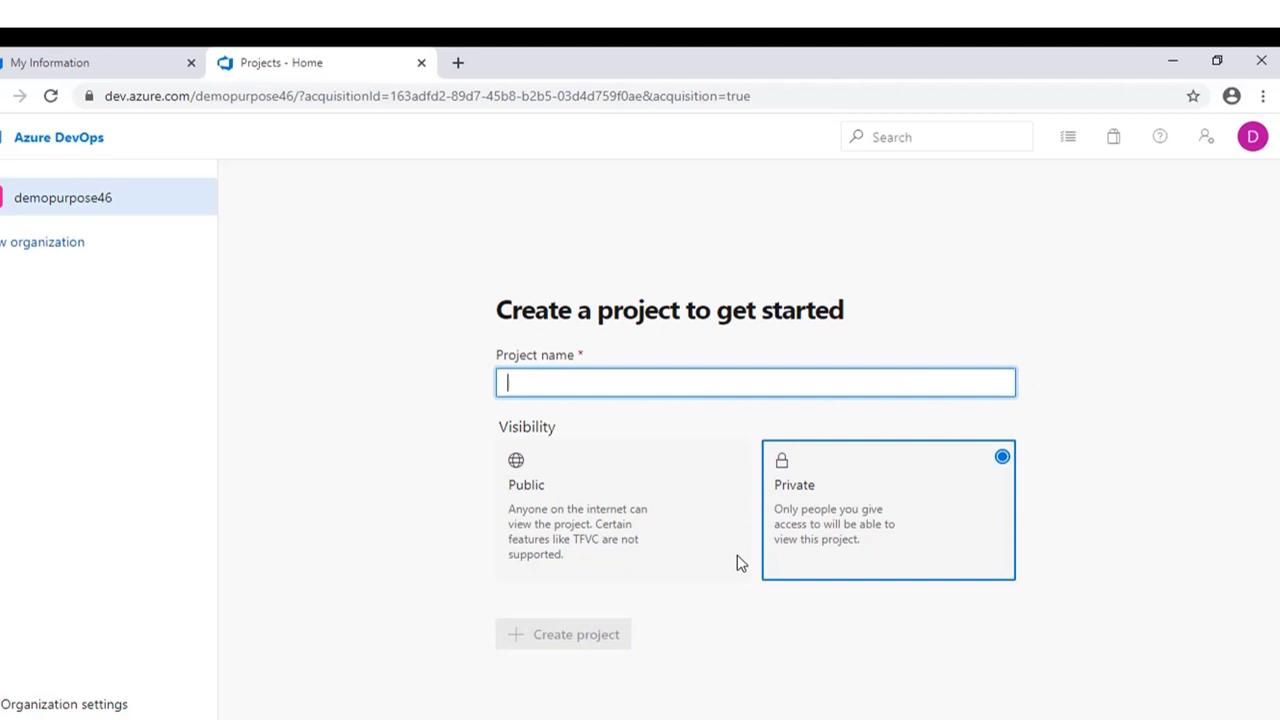 My Information
Projects - Home
dev.azure.com/demopurpose46/?acquisitionId=163adfd2-89d7-45b8-b2b5-03d4d759f0ae&acquisition=true
Azure DevOps
Search
D
demopurpose46
w organization
Create a project to get started
Project name *
Visibility
Public
Anyone on the internet can
view the project. Certain
features like TFVC are not
supported.
Private
Only people you give
access to will be able to
view this project.
Create project
Organization settings